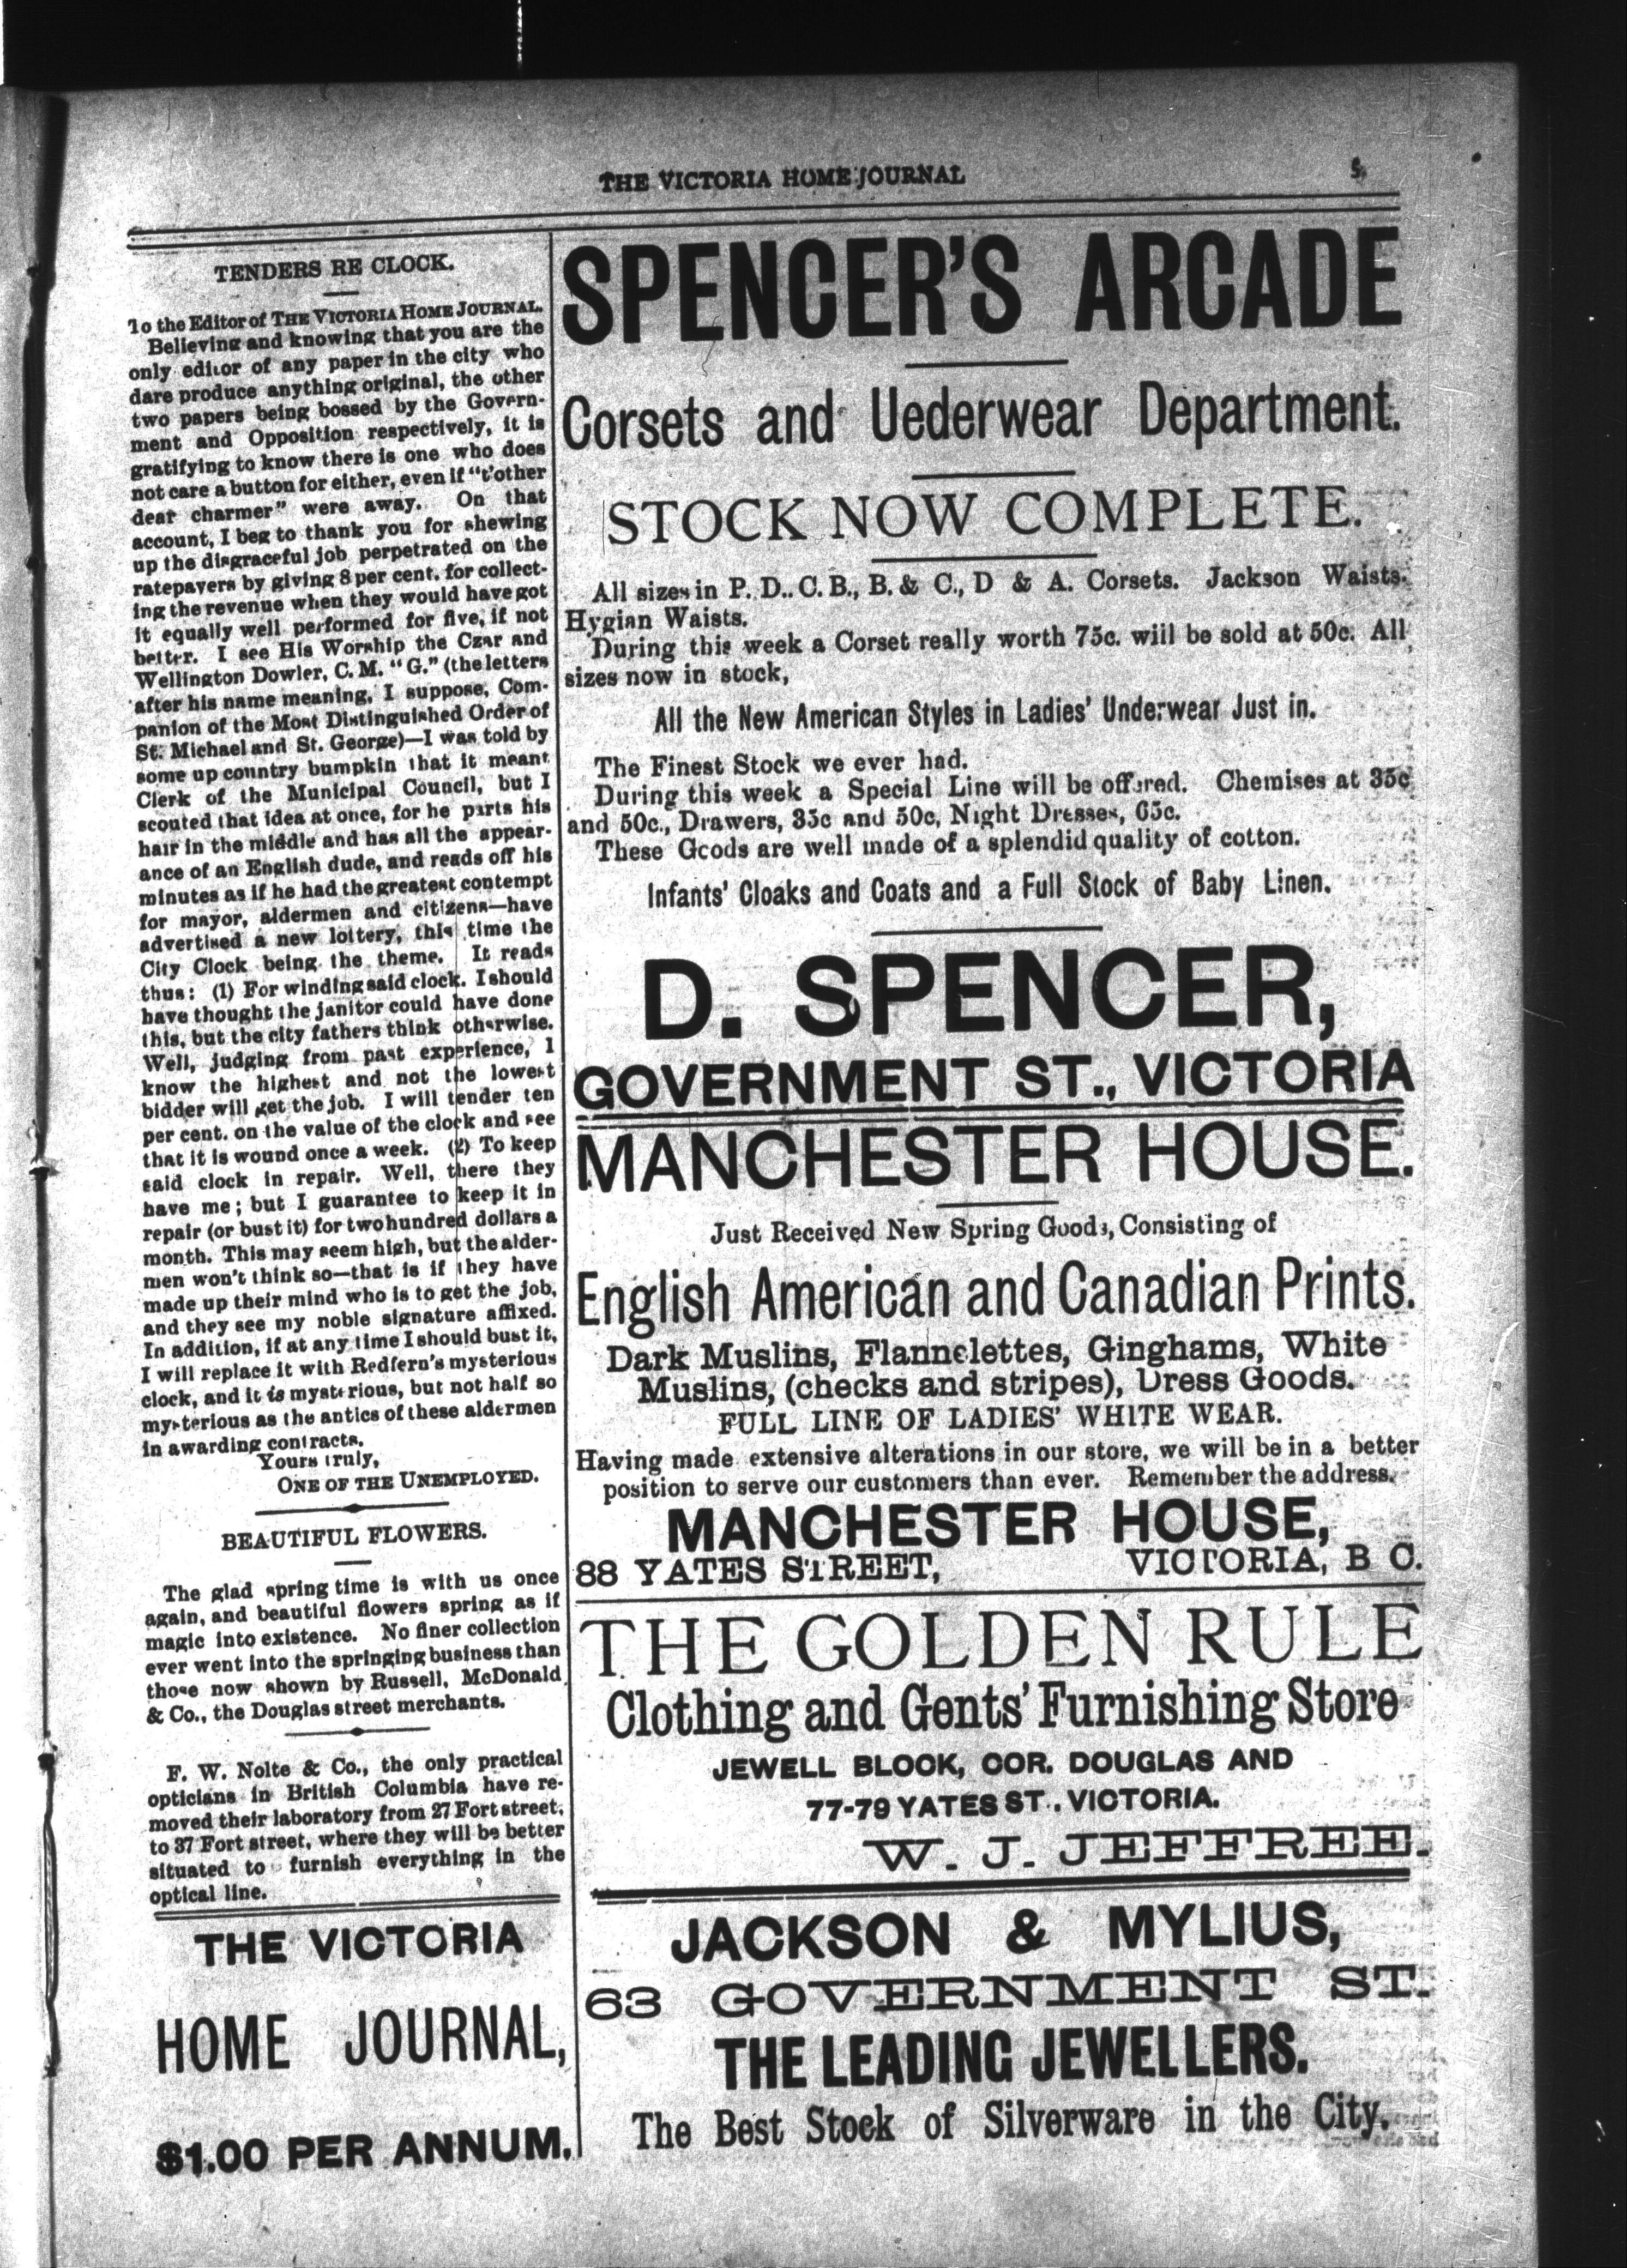 THE VICTORIA HOME JOURNAL
5.
TENDERS RE CLOCK.
To the Editor of THE VICTORIA HOME JOURNAL.
Believing and knowing that you are the
only editor of any paper in the city who
dare produce anything original, the other
two papers being bossed by the Govern-
ment and Opposition respectively, it is
gratifying to know there is one who does
not care a button for either, even if "t'other
dear charmer" were away. On that
account, I beg to thank you for shewing
up the disgraceful job perpetrated on the
ratepayers by giving 8 per cent. for collect-
ing the revenue when they would have got
it equally well performed for five, if not
better. I see His Worship the Czar and
Wellington Dowler, C. M. "G." (the letters
after his name meaning, I suppose, Com-
panion of the Most Distinguished Order of
St. Michael and St. George)—I was told by
some up country bumpkin that it meant
Clerk of the Municipal Council, but I
scouted that idea at once, for he parts his
hair in the middle and has all the appear-
ance of an English dude, and reads off his
minutes as if he had the greatest contempt
for mayor, aldermen and citizens—have
advertised a new lottery, this time the
City Clock being the theme. It reads
thus: (1) For winding said clock. I should
have thought the janitor could have done
this, but the city fathers think otherwise.
Well, judging from past experience, I
know the highest and not the lowest
bidder will get the job. I will tender ten
per cent. on the value of the clock and see
that it is wound once a week. (2) To keep
said clock in repair. Well, there they
have me; but I guarantee to keep it in
repair (or bust it) for two hundred dollars a
month. This may seem high, but the alder-
men won't think so—that is if they have
made up their mind who is to get the job,
and they see my noble signature affixed.
In addition, if at any time I should bust it,
I will replace it with Redfern's mysterious
clock, and it is mysterious, but not half so
mysterious as the antics of these aldermen
in awarding contracts.
Yours truly,
ONE OF THE UNEMPLOYED.
BEAUTIFUL FLOWERS.
The glad spring time is with us once
again, and beautiful flowers spring as if
magic into existence. No finer collection
ever went into the springing business than
those now shown by Russell, McDonald
& Co., the Douglas street merchants.
F. W. Nolte & Co., the only practical
opticians in British Columbia have re-
moved their laboratory from 27 Fort street,
to 37 Fort street, where they will be better
situated to furnish everything in the
optical line.
THE VICTORIA
HOME JOURNAL,
$1.00 PER ANNUM.
SPENCER'S ARCADE
Corsets and Uederwear Department.
STOCK NOW COMPLETE.
All sizes in P. D.. C. B., B. & C., D & A. Corsets. Jackson Waists.
Hygian Waists.
During this week a Corset really worth 75c. wiil be sold at 50c. All
sizes now in stock,
All the New American Styles in Ladies' Underwear Just in.
The Finest Stock we ever had.
During this week a Special Line will be offered. Chemises at 35c
and 50c., Drawers, 35c and 50c, Night Dresses, 65c.
These Goods are well made of a splendid quality of cotton.
Infants' Cloaks and Coats and a Full Stock of Baby Linen.
D. SPENCER,
GOVERNMENT ST., VICTORIA
MANCHESTER HOUSE.
Just Received New Spring Goods, Consisting of
English American and Canadian Prints.
Dark Muslins, Flannelettes, Ginghams, White
Muslins, (checks and stripes), Dress Goods.
FULL LINE OF LADIES' WHITE WEAR.
Having made extensive alterations in our store, we will be in a better
position to serve our customers than ever. Remember the address.
MANCHESTER HOUSE,
88 YATES STREET, VICTORIA, B C.
THE GOLDEN RULE
Clothing and Gents' Furnishing Store
JEWELL BLOCK, COR. DOUGLAS AND
77-79 YATES ST., VICTORIA.
W. J. JEFFREE.
JACKSON & MYLIUS,
63 GOVERNMENT ST.
THE LEADING JEWELLERS.
The Best Stock of Silverware in the City.